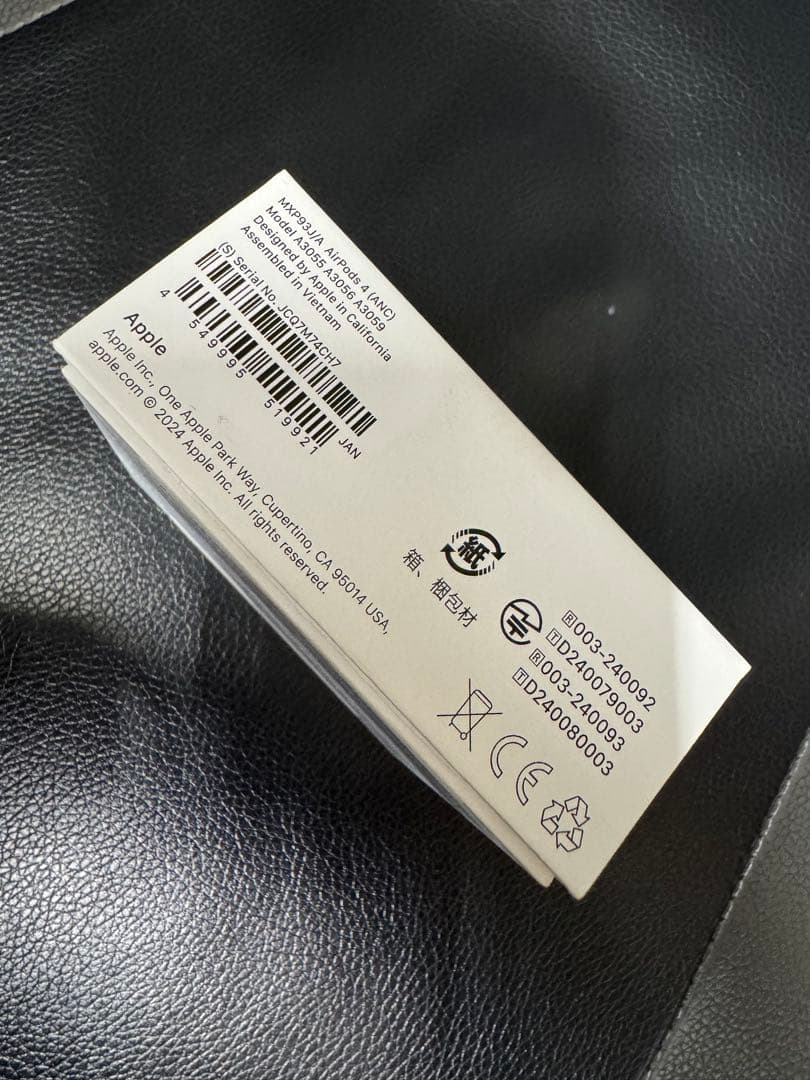 MXP93J/A AirPods 4 (ANC)
Model A3055 A3056 A3059
Designed by Apple in California
Assembled in Vietnam
(S) Serial No. JCQ7M74CH7
4 549995 519921 JAN
Apple
Apple Inc., One Apple Park Way, Cupertino, CA 95014 USA,
apple.com © 2024 Apple Inc. All rights reserved.
紙
箱、梱包材
R 003-240092
T D240079003
R 003-240093
T D240080003
CE